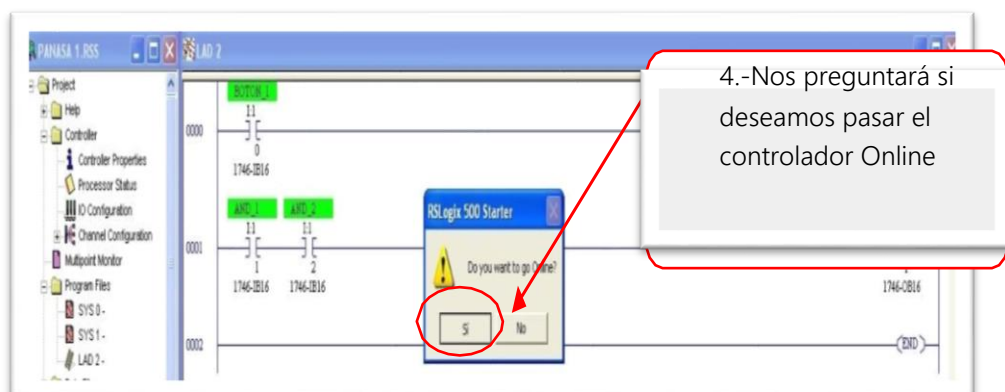 PANASA 1.RSS
LAD 2
Project
Help
Controller
Controller Properties
Processor Status
IO Configuration
Channel Configuration
Multipoint Monitor
Program Files
SYS 0 -
SYS 1 -
LAD 2 -
0000
BOTON_1
I:1
0
1746-IB16
0001
AND_1 AND_2
I:1 I:1
1 2
1746-IB16 1746-IB16
1746-OB16
0002
(END)
RSLogix 500 Starter
Do you want to go Online?
Sí No
4.-Nos preguntará si
deseamos pasar el
controlador Online